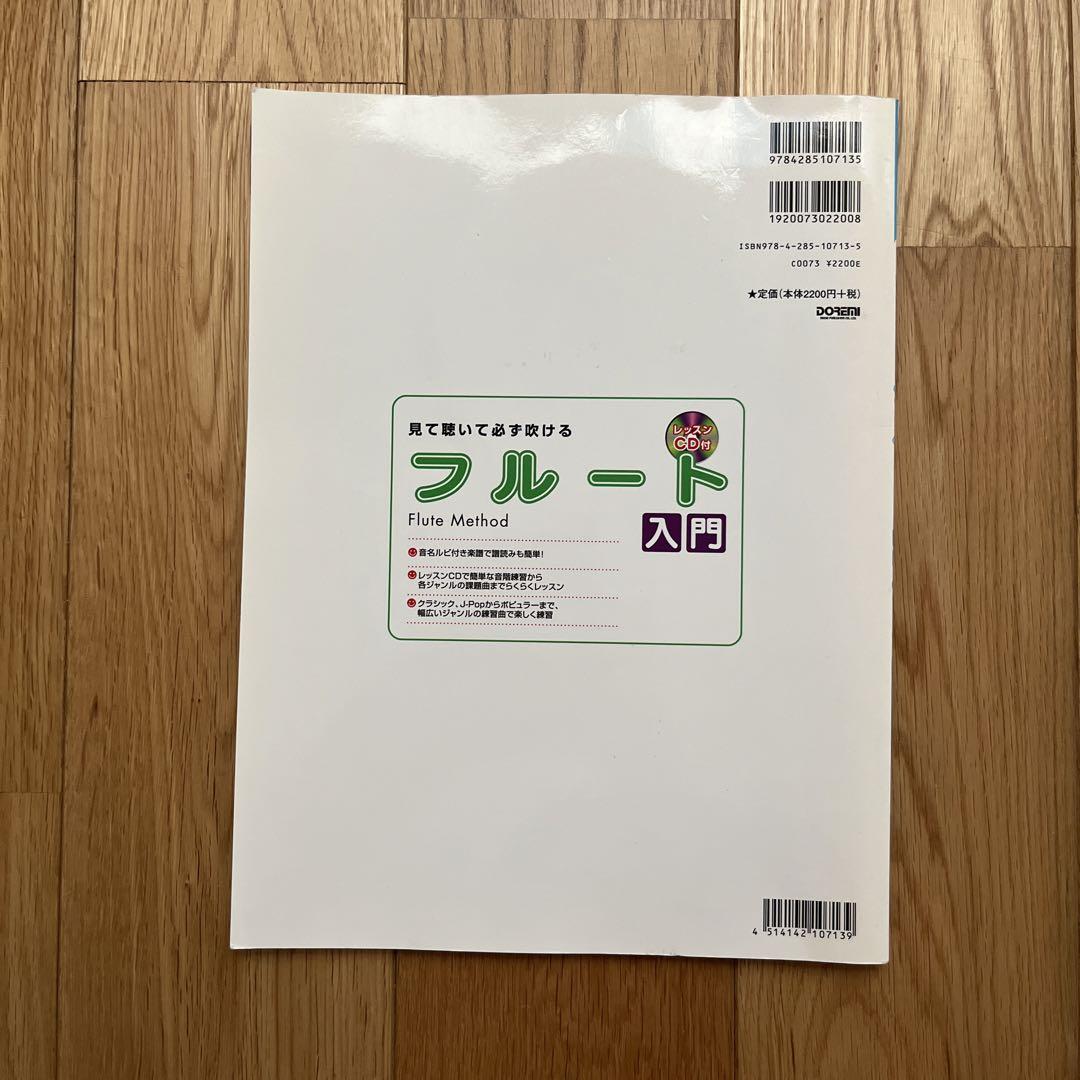 9784285107135
1920073022008
ISBN978-4-285-10713-5
C0073 ¥2200E
★定価(本体2200円+税)
DOREMI
見て聴いて必ず吹ける
レッスン
CD付
フルート
Flute Method
入門
音名ルビ付き楽譜で譜読みも簡単!
レッスンCDで簡単な音階練習から
各ジャンルの課題曲までらくらくレッスン
クラシック、J-Popからポピュラーまで、
幅広いジャンルの練習曲で楽しく練習
4 514142 107139